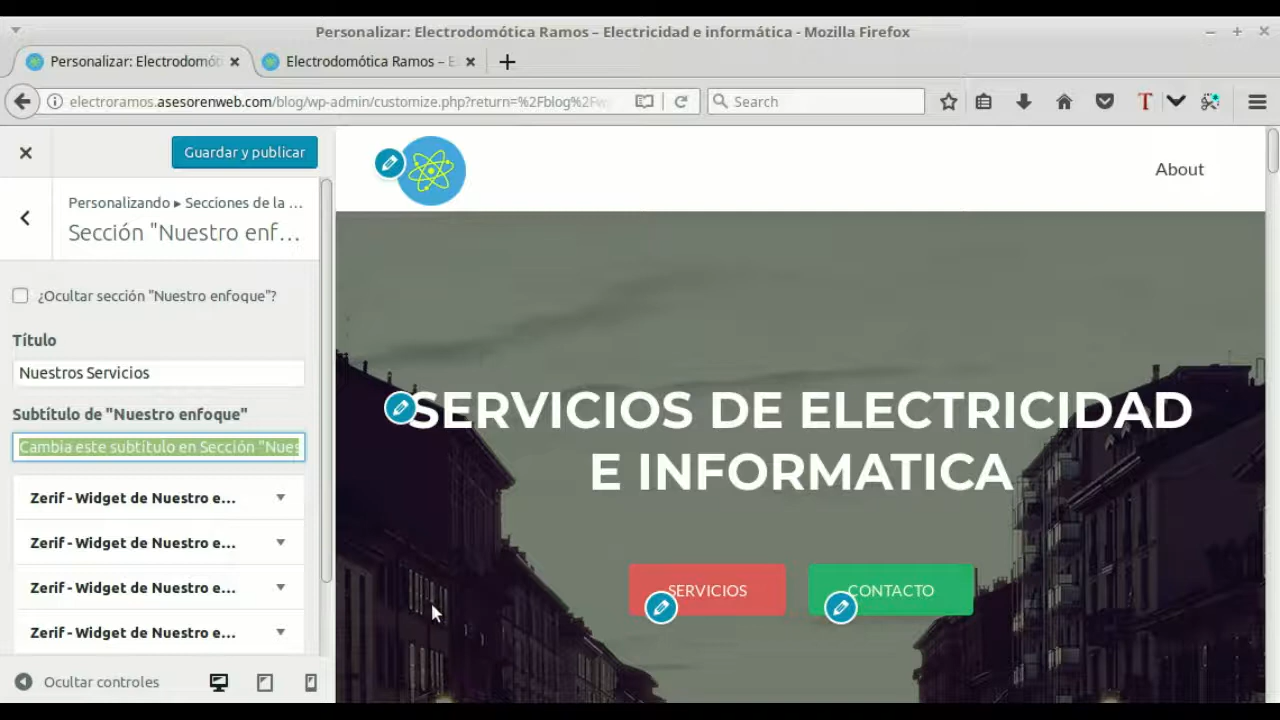 Personalizar: Electrodomótica Ramos – Electricidad e informática - Mozilla Firefox
Personalizar: Electrodomót
Electrodomótica Ramos – E
electroramos.asesorenweb.com/blog/wp-admin/customize.php?return=%2Fblog%2Fw
Search
Guardar y publicar
Personalizando ▸ Secciones de la ...
Sección "Nuestro enf...
¿Ocultar sección "Nuestro enfoque"?
Título
Nuestros Servicios
Subtítulo de "Nuestro enfoque"
Cambia este subtítulo en Sección "Nues
Zerif - Widget de Nuestro e...
Zerif - Widget de Nuestro e...
Zerif - Widget de Nuestro e...
Zerif - Widget de Nuestro e...
Ocultar controles
About
SERVICIOS DE ELECTRICIDAD
E INFORMATICA
SERVICIOS
CONTACTO